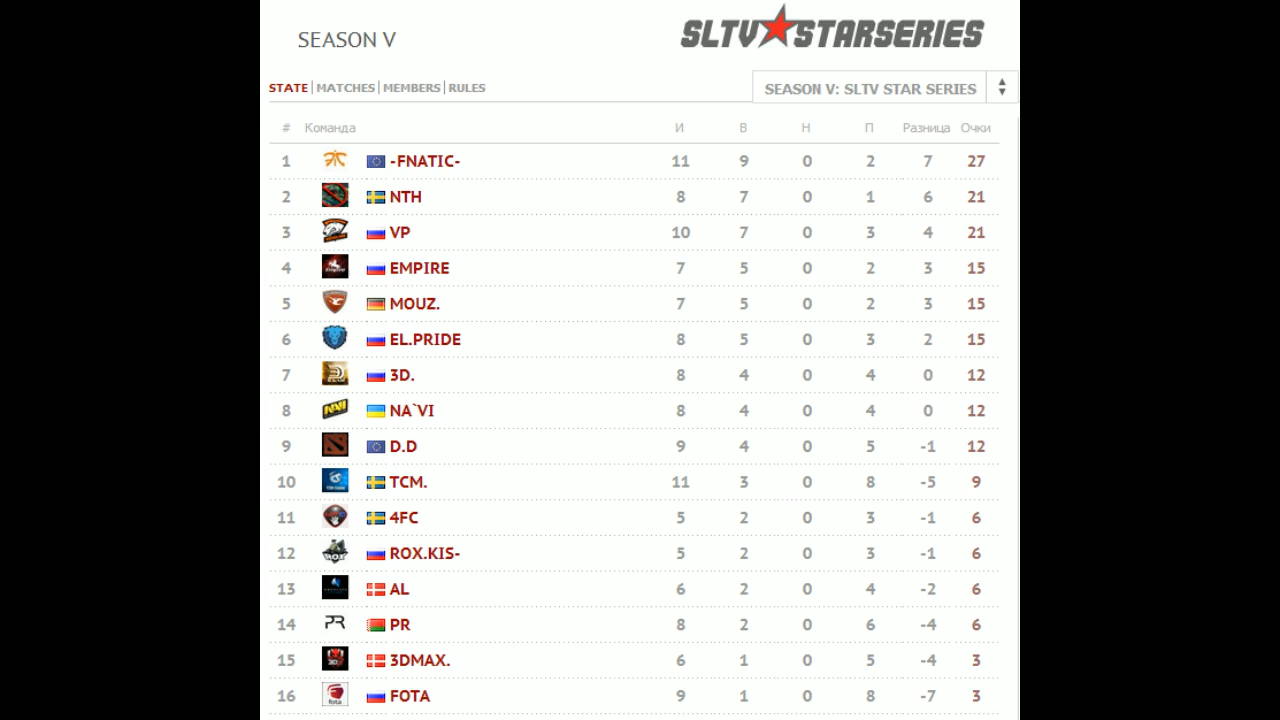 SEASON V
SLTV STARSERIES
STATE | MATCHES | MEMBERS | RULES
SEASON V: SLTV STAR SERIES
# Команда И В Н П Разница Очки
1 -FNATIC- 11 9 0 2 7 27
2 NTH 8 7 0 1 6 21
3 VP 10 7 0 3 4 21
4 EMPIRE 7 5 0 2 3 15
5 MOUZ. 7 5 0 2 3 15
6 EL.PRIDE 8 5 0 3 2 15
7 3D. 8 4 0 4 0 12
8 NA`VI 8 4 0 4 0 12
9 D.D 9 4 0 5 -1 12
10 TCM. 11 3 0 8 -5 9
11 4FC 5 2 0 3 -1 6
12 ROX.KIS- 5 2 0 3 -1 6
13 AL 6 2 0 4 -2 6
14 PR PR 8 2 0 6 -4 6
15 3DMAX. 6 1 0 5 -4 3
16 fota FOTA 9 1 0 8 -7 3